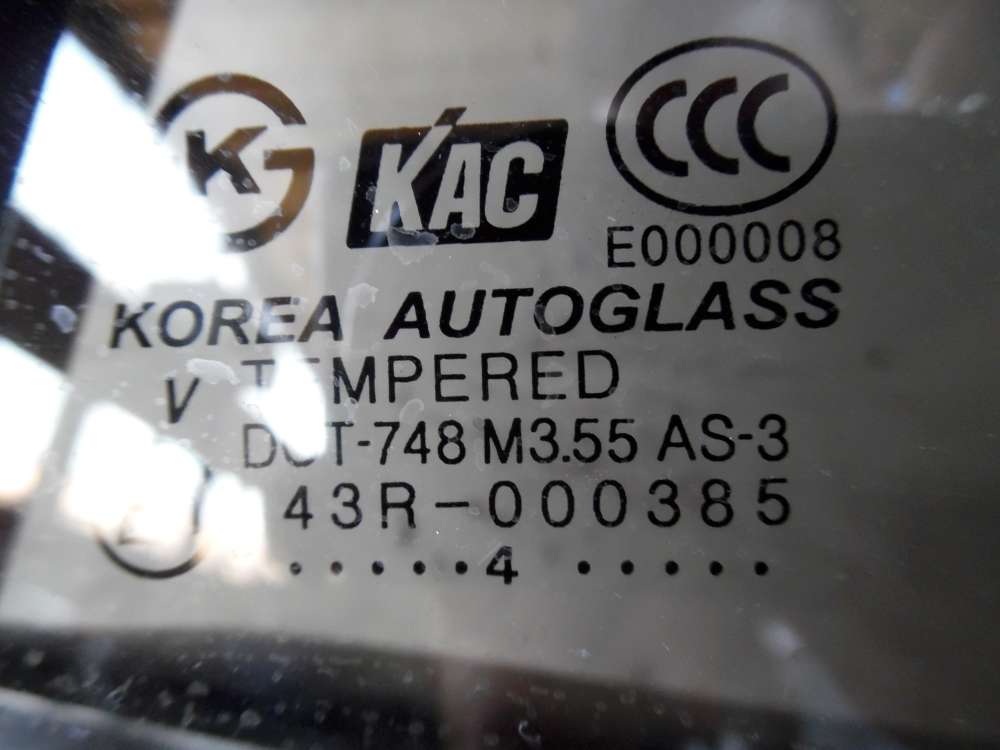 KG KAC CCC
E000008
KOREA AUTOGLASS
V TEMPERED
DOT-748 M3.55 AS-3
43R-000385
.....4 .....